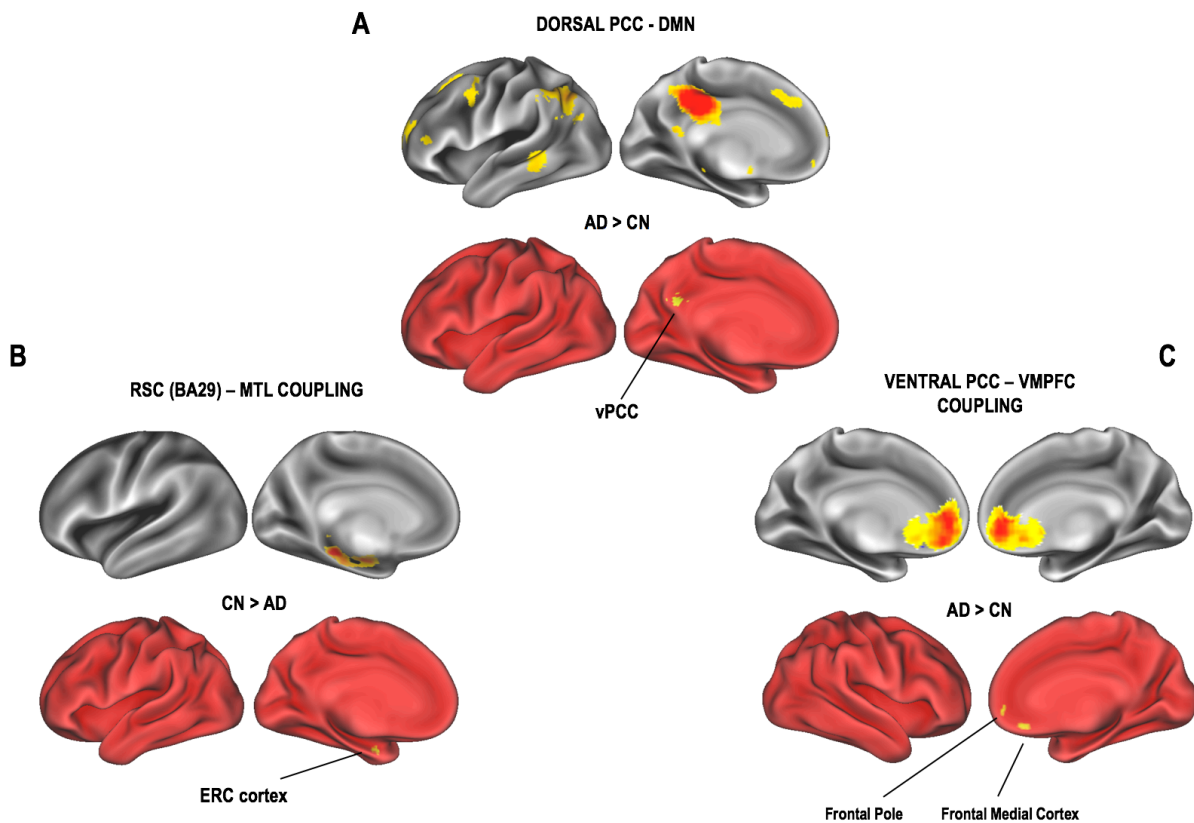 A
DORSAL PCC - DMN
AD > CN
vPCC
B
RSC (BA29) – MTL COUPLING
CN > AD
ERC cortex
C
VENTRAL PCC – VMPFC
COUPLING
AD > CN
Frontal Pole
Frontal Medial Cortex